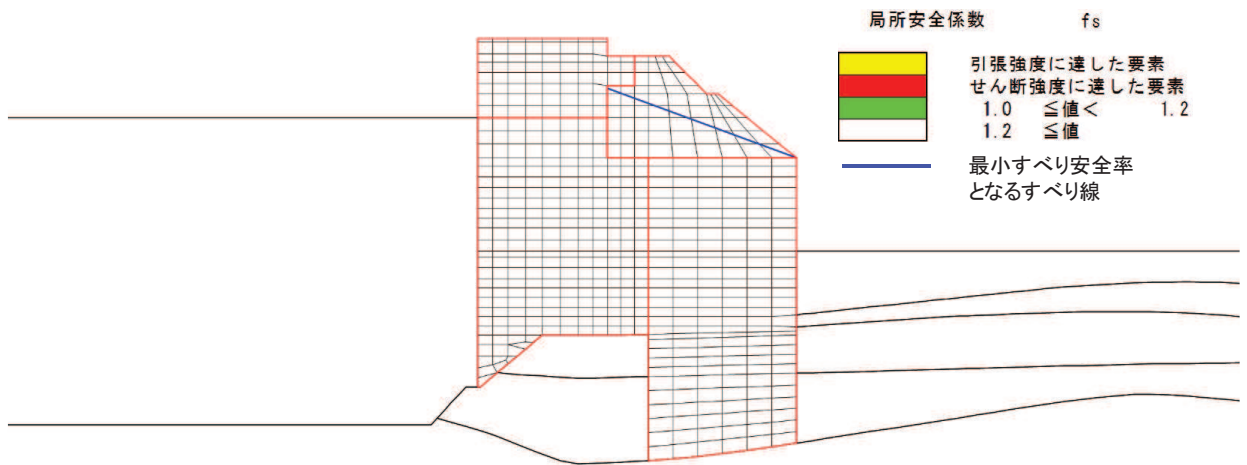 局所安全係数 fs
引張強度に達した要素
せん断強度に達した要素
1.0 ≦値< 1.2
1.2 ≦値
最小すべり安全率
となるすべり線